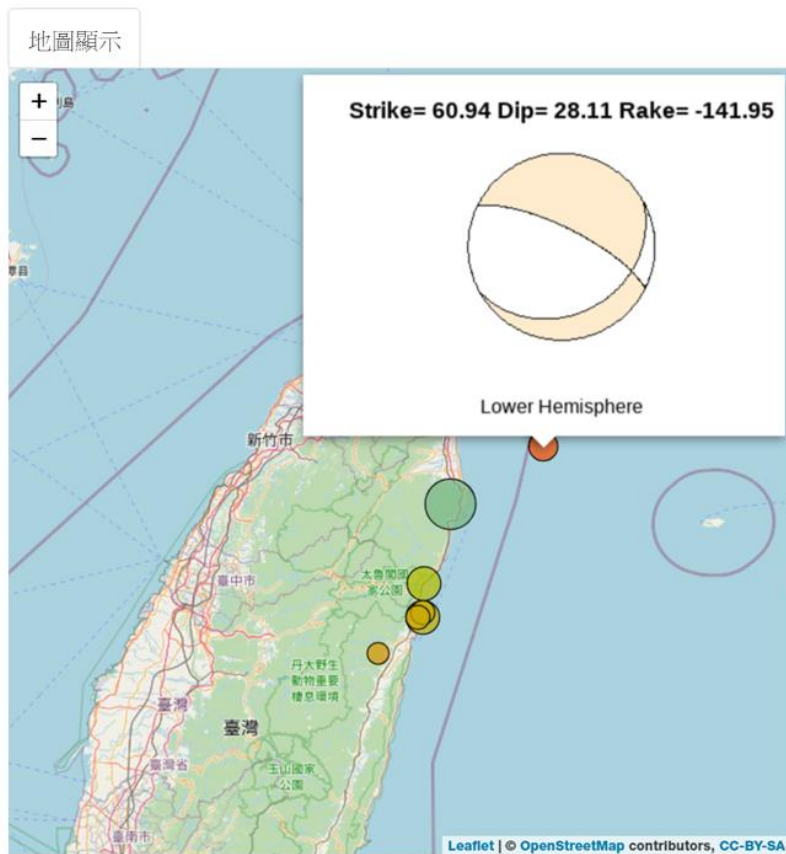 地圖顯示
+
−
Strike= 60.94 Dip= 28.11 Rake= -141.95
Lower Hemisphere
新竹市
太魯閣國
家公園
臺中市
丹大野生
動物重要
棲息環境
臺灣
臺灣
臺灣省
玉山國家
公園
臺南市
Leaflet | © OpenStreetMap contributors, CC-BY-SA